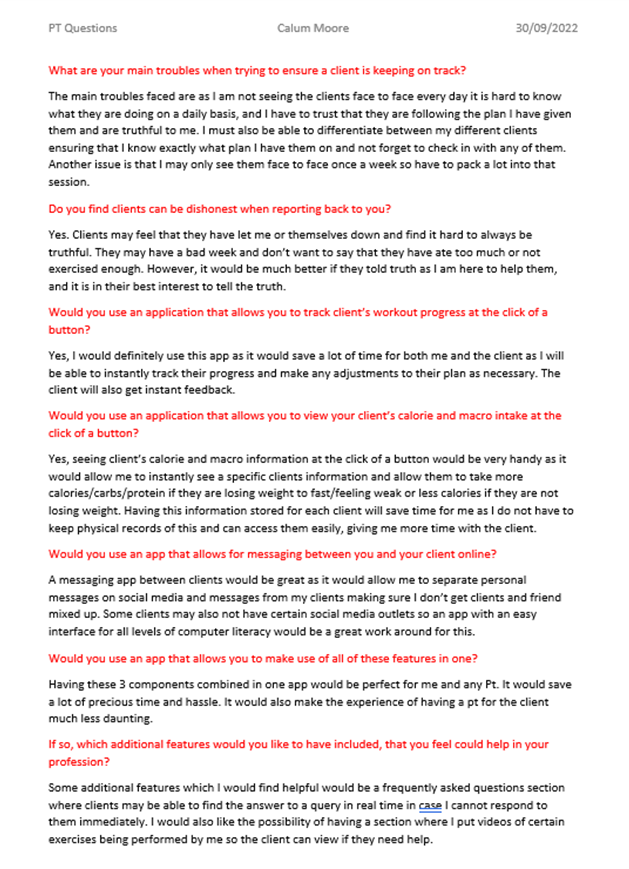 PT Questions Calum Moore 30/09/2022
What are your main troubles when trying to ensure a client is keeping on track?
The main troubles faced are as I am not seeing the clients face to face every day it is hard to know
what they are doing on a daily basis, and I have to trust that they are following the plan I have given
them and are truthful to me. I must also be able to differentiate between my different clients
ensuring that I know exactly what plan I have them on and not forget to check in with any of them.
Another issue is that I may only see them face to face once a week so have to pack a lot into that
session.
Do you find clients can be dishonest when reporting back to you?
Yes. Clients may feel that they have let me or themselves down and find it hard to always be
truthful. They may have a bad week and don't want to say that they have ate too much or not
exercised enough. However, it would be much better if they told truth as I am here to help them,
and it is in their best interest to tell the truth.
Would you use an application that allows you to track client's workout progress at the click of a
button?
Yes, I would definitely use this app as it would save a lot of time for both me and the client as I will
be able to instantly track their progress and make any adjustments to their plan as necessary. The
client will also get instant feedback.
Would you use an application that allows you to view your client's calorie and macro intake at the
click of a button?
Yes, seeing client's calorie and macro information at the click of a button would be very handy as it
would allow me to instantly see a specific clients information and allow them to take more
calories/carbs/protein if they are losing weight to fast/feeling weak or less calories if they are not
losing weight. Having this information stored for each client will save time for me as I do not have to
keep physical records of this and can access them easily, giving me more time with the client.
Would you use an app that allows for messaging between you and your client online?
A messaging app between clients would be great as it would allow me to separate personal
messages on social media and messages from my clients making sure I don't get clients and friend
mixed up. Some clients may also not have certain social media outlets so an app with an easy
interface for all levels of computer literacy would be a great work around for this.
Would you use an app that allows you to make use of all of these features in one?
Having these 3 components combined in one app would be perfect for me and any Pt. It would save
a lot of precious time and hassle. It would also make the experience of having a pt for the client
much less daunting.
If so, which additional features would you like to have included, that you feel could help in your
profession?
Some additional features which I would find helpful would be a frequently asked questions section
where clients may be able to find the answer to a query in real time in case I cannot respond to
them immediately. I would also like the possibility of having a section where I put videos of certain
exercises being performed by me so the client can view if they need help.